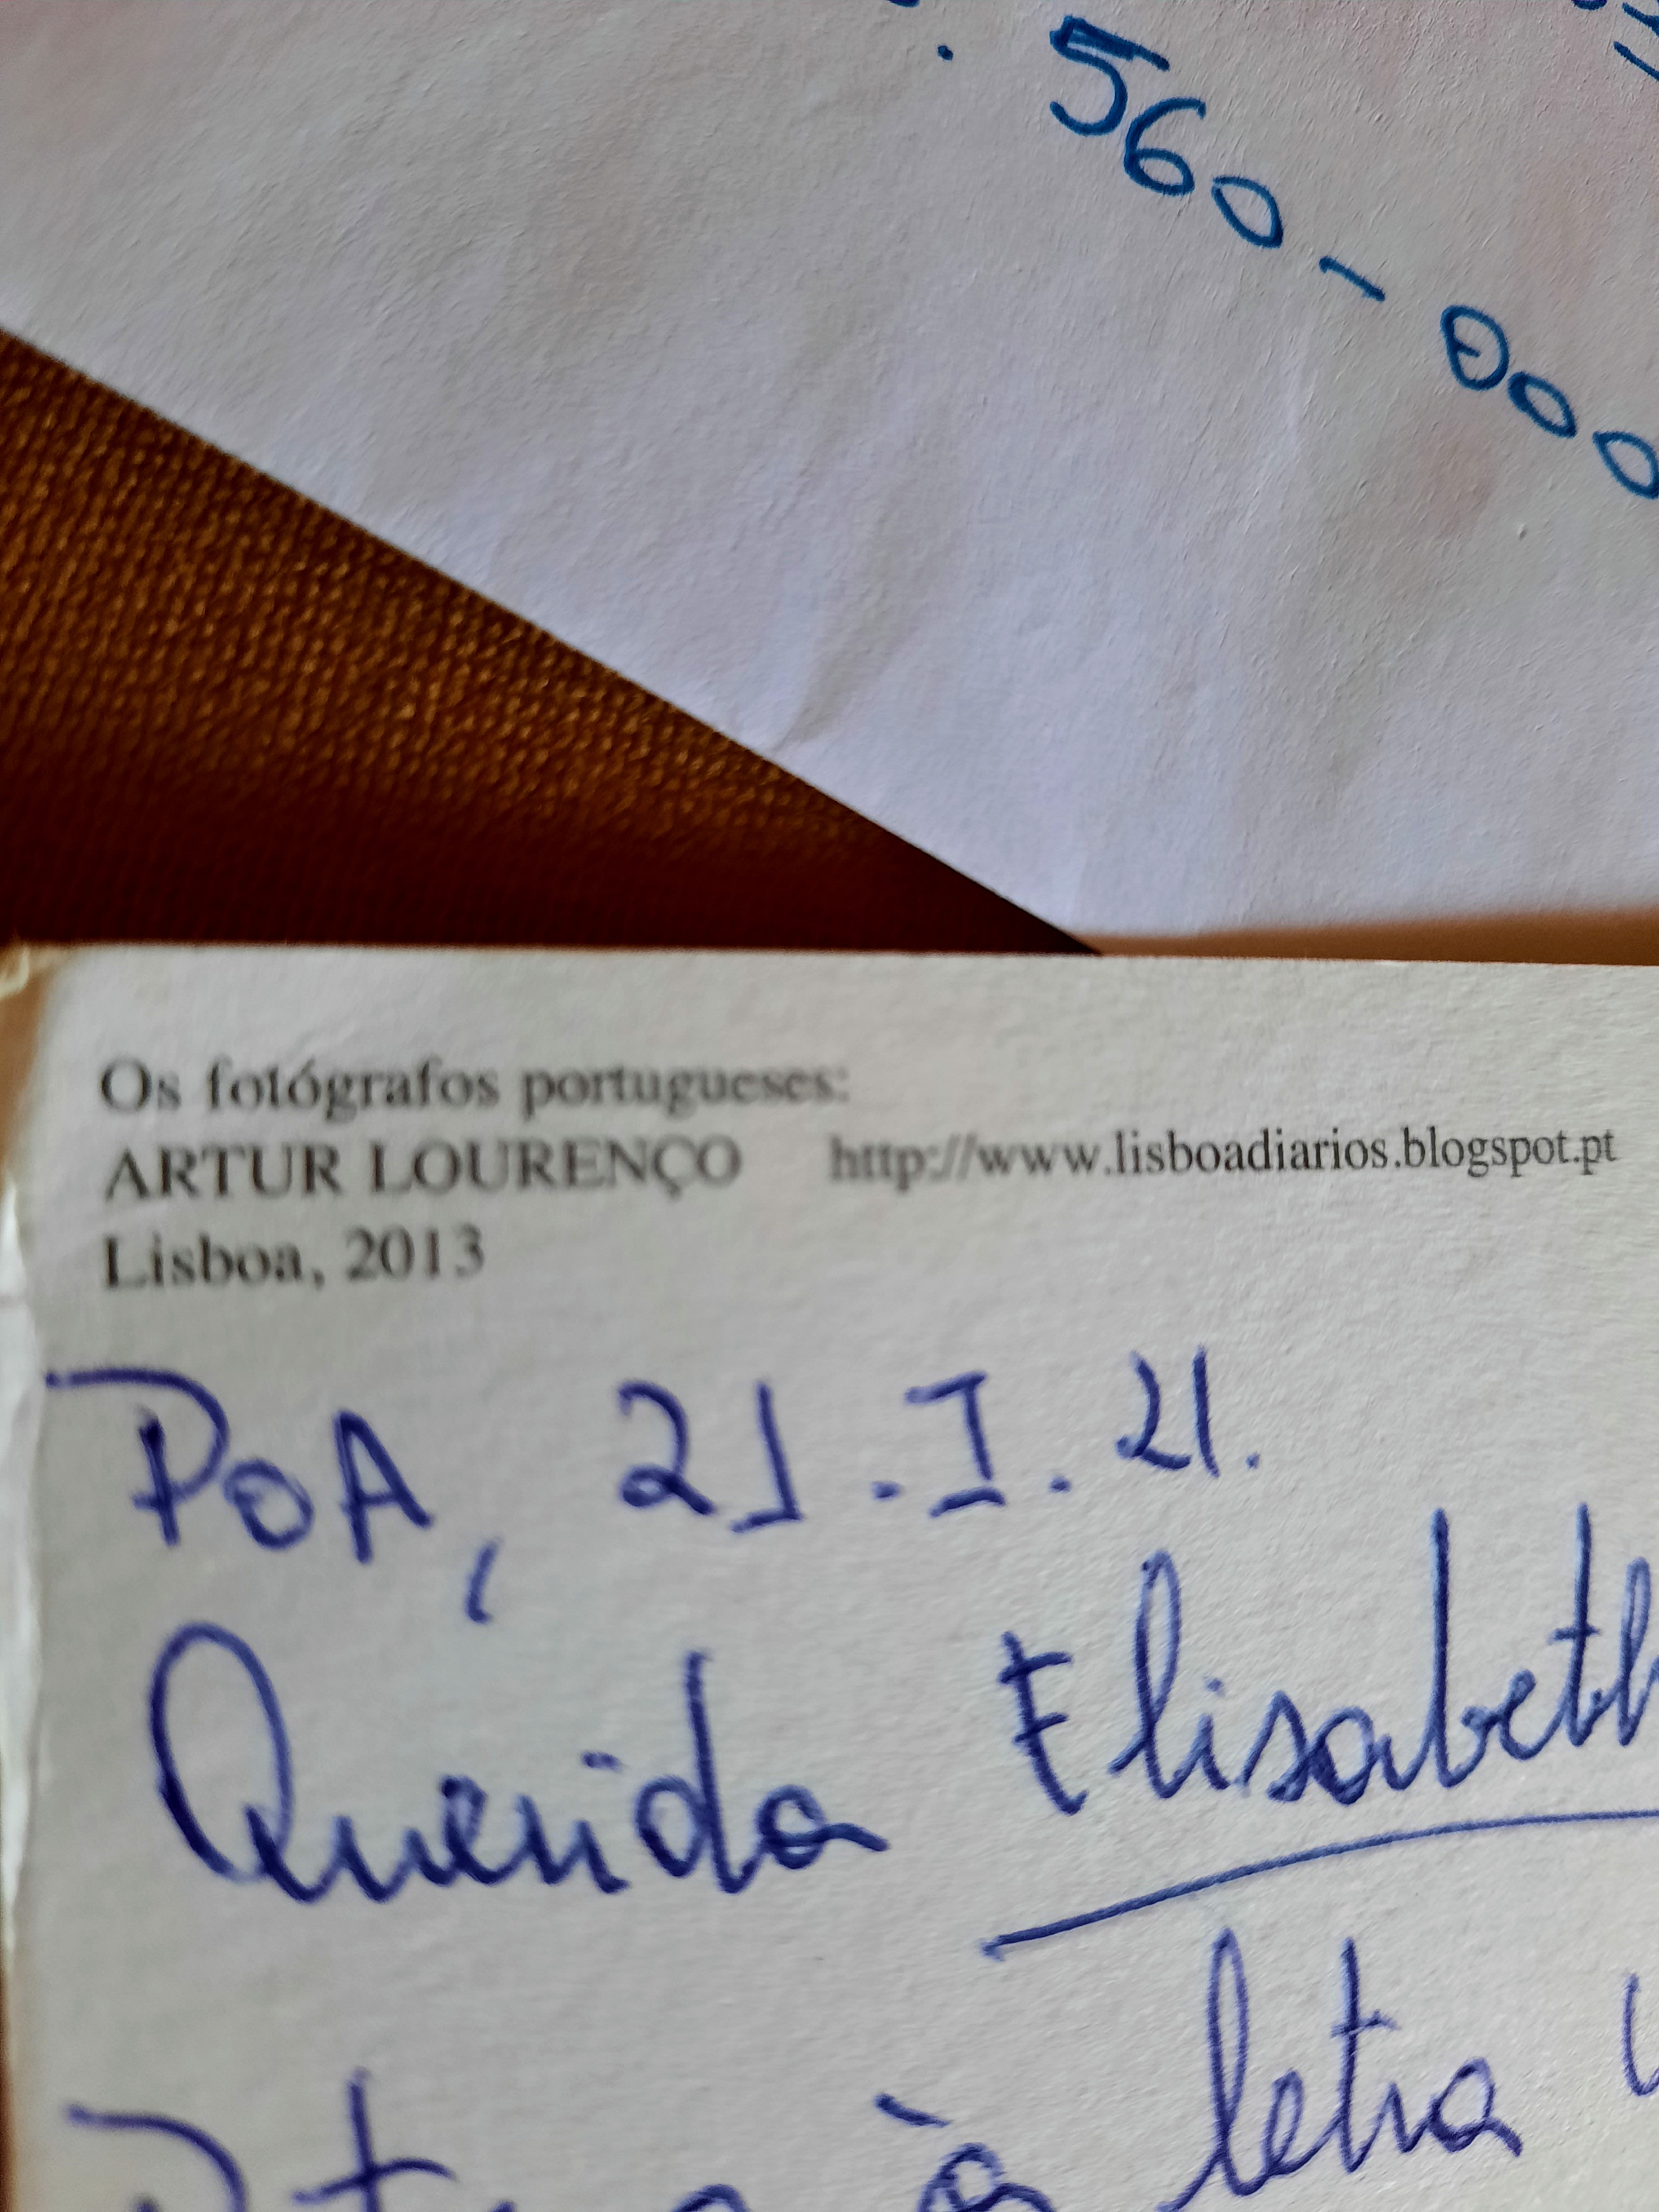 560-000
Os fotógrafos portugueses:
ARTUR LOURENÇO http://www.lisboadiarios.blogspot.pt
Lisboa, 2013
POA, 21.I.21.
Querida Elisabeth
à letra